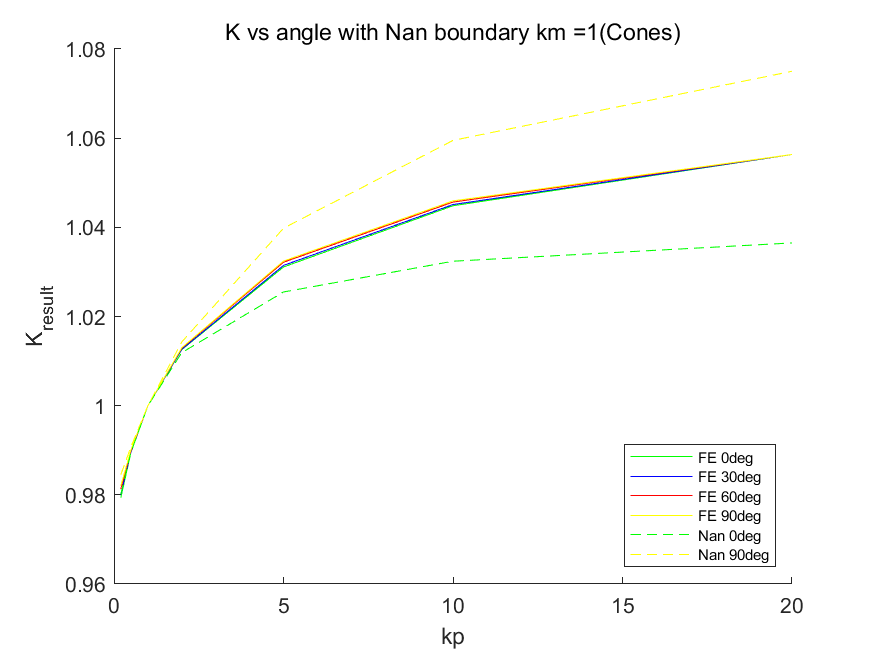 K vs angle with Nan boundary km =1(Cones)
1.08
1.06
1.04
1.02
1
0.98
0.96
K_result
0 5 10 15 20
kp
FE 0deg
FE 30deg
FE 60deg
FE 90deg
Nan 0deg
Nan 90deg